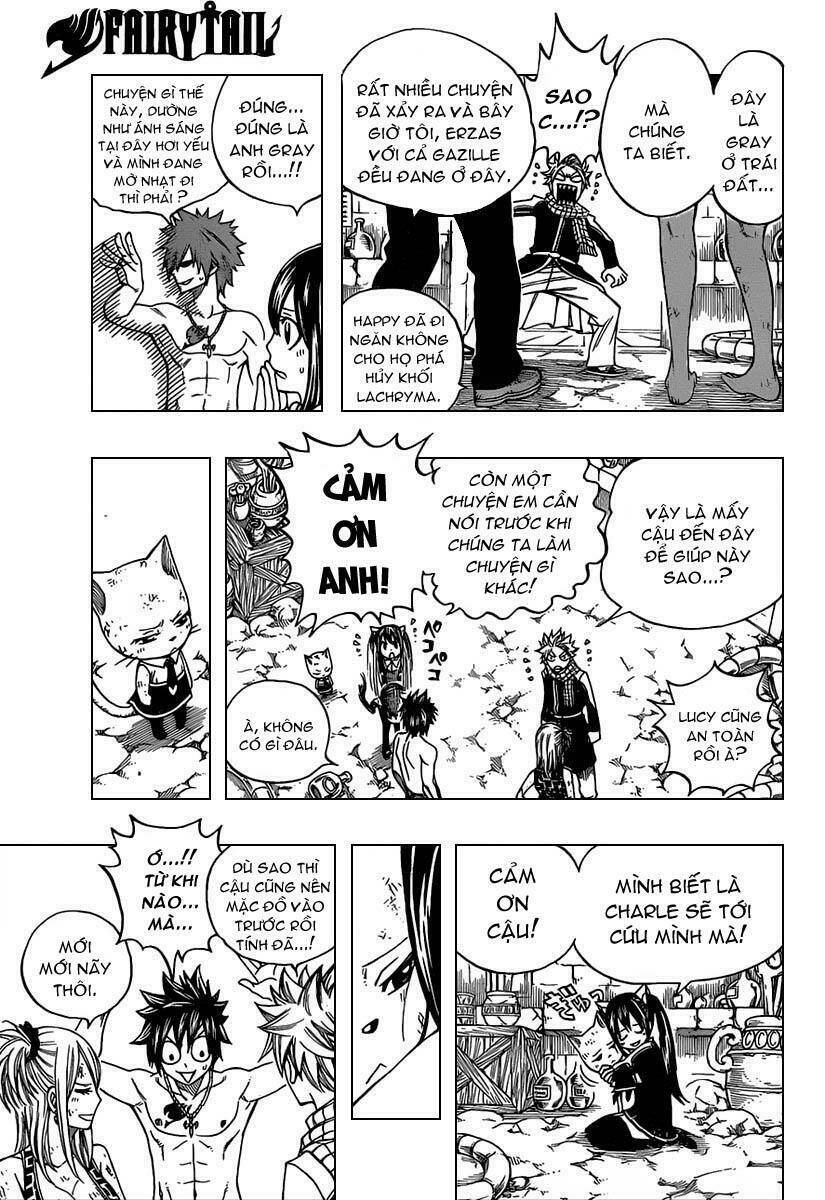 FAIRY TAIL
ĐÂY
LÀ
GRAY
Ở TRÁI
ĐẤT...
MÀ
CHÚNG
TA BIẾT.
SAO
C...!?
RẤT NHIỀU CHUYỆN
ĐÃ XẢY RA VÀ BÂY
GIỜ TÔI, ERZAS
VỚI CẢ GAZILLE
ĐỀU ĐANG Ở ĐÂY.
HAPPY ĐÃ ĐI
NGĂN KHÔNG
CHO HỌ PHÁ
HỦY KHỐI
LACHRYMA.
ĐÚNG...
ĐÚNG LÀ
ANH GRAY
RỒI...!!
CHUYỆN GÌ THẾ
NÀY, DƯỜNG
NHƯ ÁNH SÁNG
TẠI ĐÂY HƠI YẾU
VÀ MÌNH ĐANG
MỜ NHẠT ĐI
THÌ PHẢI?
VẬY LÀ MẤY
CẬU ĐẾN ĐÂY
ĐỂ GIÚP NÀY
SAO...?
LUCY CŨNG
AN TOÀN
RỒI À?
CÒN MỘT
CHUYỆN EM CẦN
NÓI TRƯỚC KHI
CHÚNG TA LÀM
CHUYỆN GÌ
KHÁC!
CẢM
ƠN
ANH!
ペコ
ペコ
À, KHÔNG
CÓ GÌ ĐÂU.
MÌNH BIẾT LÀ
CHARLE SẼ TỚI
CỨU MÌNH MÀ!
CẢM
ƠN
CẬU!
ぎゅっ
DÙ SAO THÌ
CẬU CŨNG NÊN
MẶC ĐỒ VÀO
TRƯỚC RỒI
TÍNH ĐÃ...!
Ớ...!!
TỪ KHI
NÀO...
MÀ...
MỚI
MỚI NÃY
THÔI.